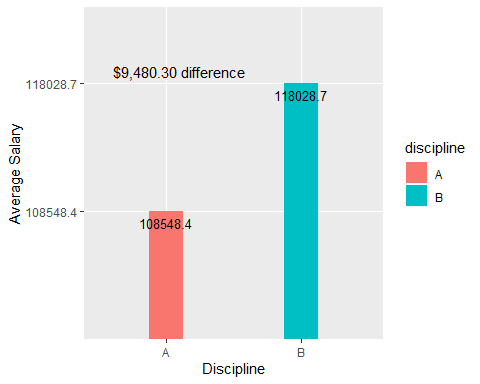 $9,480.30 difference
118028.7
118028.7
Average Salary
discipline
A
B
108548.4
108548.4
A
B
Discipline